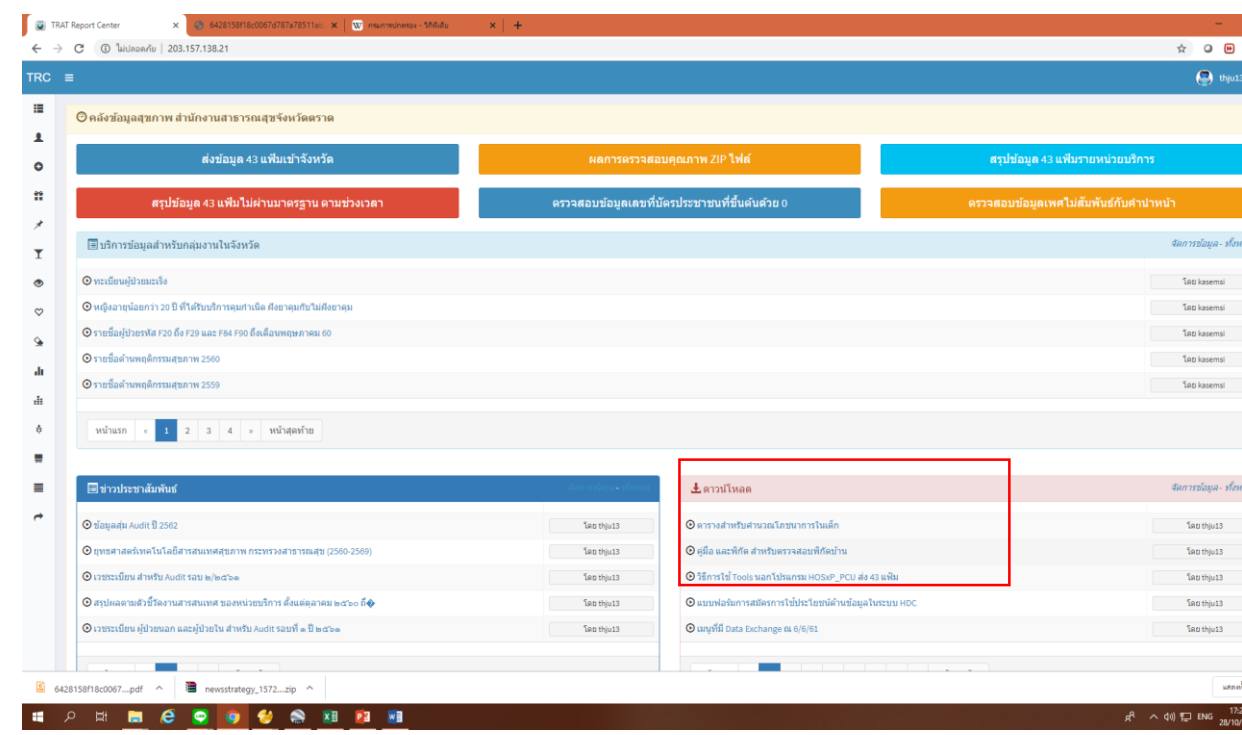 TRAT Report Center
6428158f18c0067d787a78511a
กรมการปกครอง - วิกิพีเดีย
ไม่ปลอดภัย | 203.157.138.21
TRC
thju13
คลังข้อมูลสุขภาพ สำนักงานสาธารณสุขจังหวัดตราด
ส่งข้อมูล 43 แฟ้มเข้าจังหวัด
ผลการตรวจสอบคุณภาพ ZIP ไฟล์
สรุปข้อมูล 43 แฟ้มรายหน่วยบริการ
สรุปข้อมูล 43 แฟ้มไม่ผ่านมาตรฐาน ตามช่วงเวลา
ตรวจสอบข้อมูลเลขที่บัตรประชาชนที่ขึ้นต้นด้วย 0
ตรวจสอบข้อมูลเพศไม่สัมพันธ์กับคำนำหน้า
บริการข้อมูลสำหรับกลุ่มงานในจังหวัด
จัดการข้อมูล -
ทะเบียนผู้ป่วยมะเร็ง
โดย kasemsi
หญิงอายุน้อยกว่า 20 ปี ที่ได้รับบริการคุมกำเนิด ฝังยาคุมกับไม่ฝังยาคุม
โดย kasemsi
รายชื่อผู้ป่วยรหัส F20 ถึง F29 และ F84 F90 ถึงเดือนพฤษภาคม 60
โดย kasemsi
รายชื่อด้านพฤติกรรมสุขภาพ 2560
โดย kasemsi
รายชื่อด้านพฤติกรรมสุขภาพ 2559
โดย kasemsi
หน้าแรก « 1 2 3 4 » หน้าสุดท้าย
ข่าวประชาสัมพันธ์
ข้อมูลสุ่ม Audit ปี 2562
โดย thju13
ยุทธศาสตร์เทคโนโลยีสารสนเทศสุขภาพ กระทรวงสาธารณสุข (2560-2569)
โดย thju13
เวชระเบียน สำหรับ Audit รอบ ๒/๒๕๖๑
โดย thju13
สรุปผลตามตัวชี้วัดงานสารสนเทศ ของหน่วยบริการ ตั้งแต่ตุลาคม ๒๕๖๐ ถึ�
โดย thju13
เวชระเบียน ผู้ป่วยนอก และผู้ป่วยใน สำหรับ Audit รอบที่ ๑ ปี ๒๕๖๑
โดย thju13
ดาวน์โหลด
จัดการข้อมูล -
ตารางสำหรับคำนวณโภชนาการในเด็ก
โดย thju13
คู่มือ และพิกัด สำหรับตรวจสอบพิกัดบ้าน
โดย thju13
วิธีการใช้ Tools นอกโปรแกรม HOSxP_PCU ส่ง 43 แฟ้ม
โดย thju13
แบบฟอร์มการสมัครการใช้ประโยชน์ด้านข้อมูลในระบบ HDC
โดย thju13
เมนูที่มี Data Exchange ณ 6/6/61
โดย thju13
6428158f18c0067....pdf
newsstrategy_1572....zip
ENG
28/10/